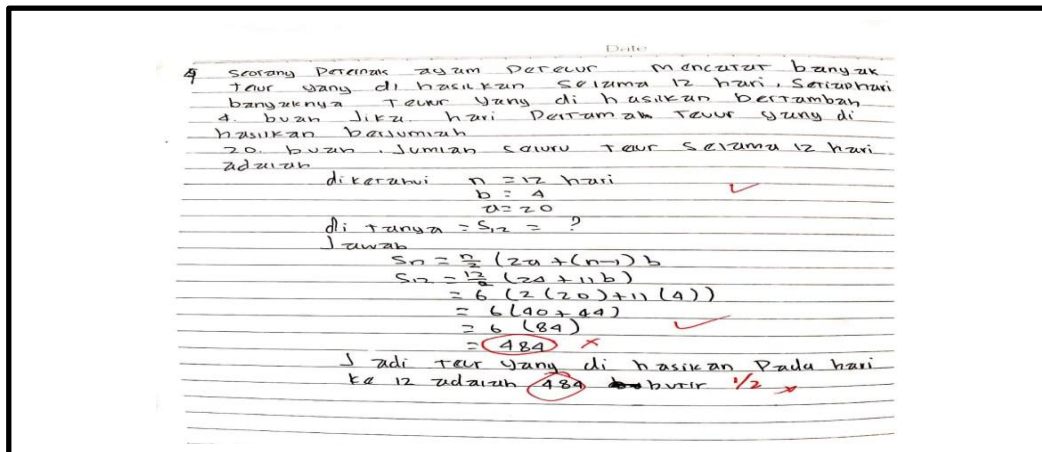 Date
4 Seorang Peternak ayam Petelur mencatat banyak
telur yang di hasilkan selama 12 hari, setiap hari
banyaknya telur yang di hasilkan bertambah
4. buah Jika hari Pertama telur yang di
hasilkan berjumlah
20. buah. Jumlah seluru telur selama 12 hari
adalah
diketahui n = 12 hari
b = 4
a = 20
di tanya = S12 = ?
Jawab
Sn = n/2 (2a + (n-1) b
S12 = 12/2 (2a + 11b)
= 6 (2(20) + 11(4))
= 6 (40 + 44)
= 6 (84)
= 484
Jadi telur yang di hasilkan Pada hari
ke 12 adalah 484 butir 1/2